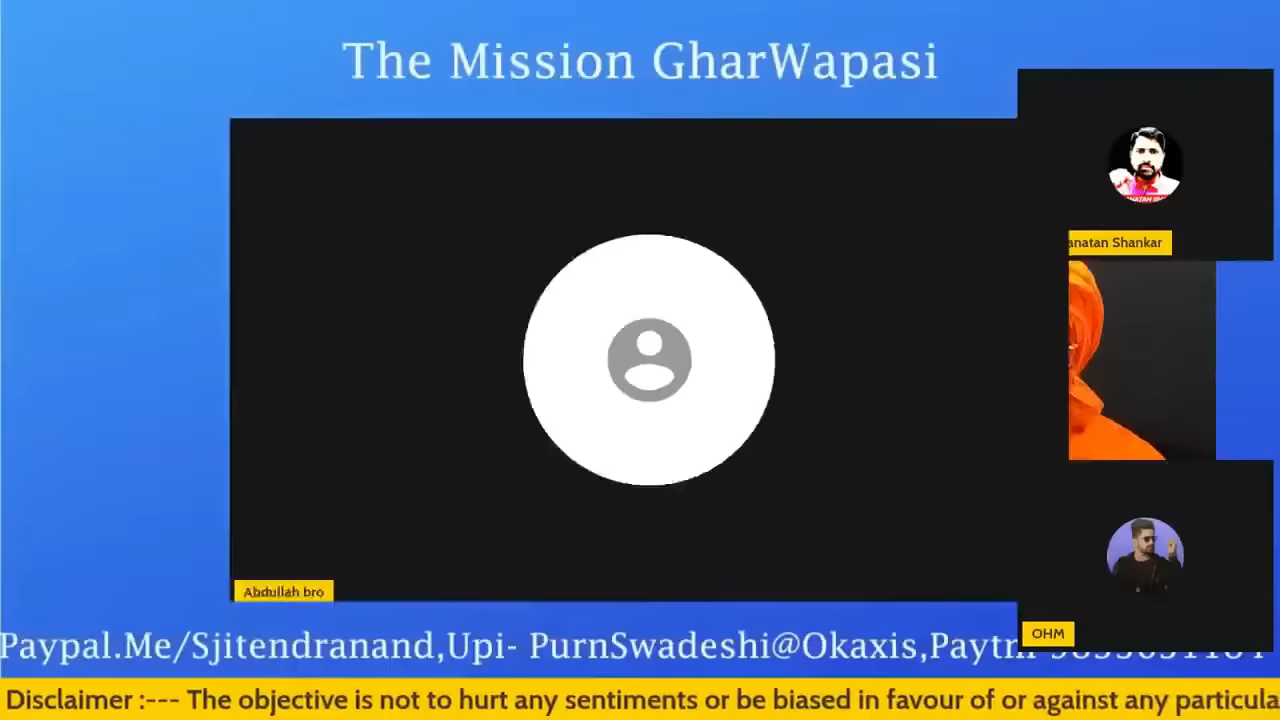 The Mission GharWapasi
anatan Shankar
Abdullah bro
OHM
Paypal.Me/Sjitendranand,Upi- PurnSwadeshi@Okaxis,Paytm
Disclaimer :--- The objective is not to hurt any sentiments or be biased in favour of or against any particula